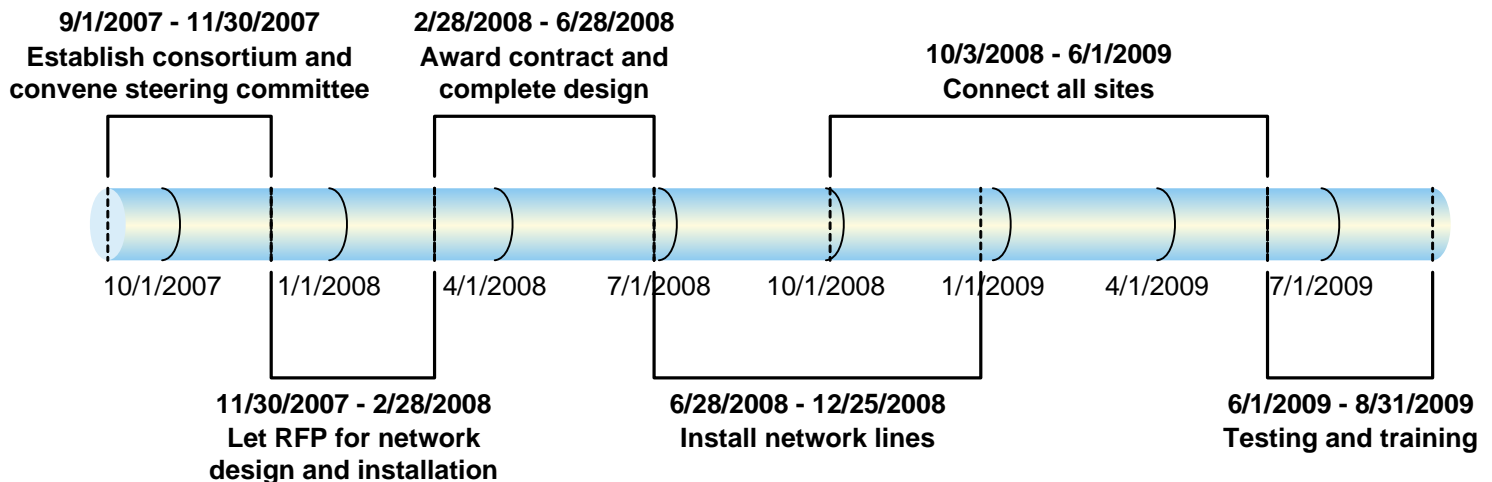 9/1/2007 - 11/30/2007
Establish consortium and
convene steering committee
2/28/2008 - 6/28/2008
Award contract and
complete design
10/3/2008 - 6/1/2009
Connect all sites
10/1/2007
1/1/2008
4/1/2008
7/1/2008
10/1/2008
1/1/2009
4/1/2009
7/1/2009
11/30/2007 - 2/28/2008
Let RFP for network
design and installation
6/28/2008 - 12/25/2008
Install network lines
6/1/2009 - 8/31/2009
Testing and training